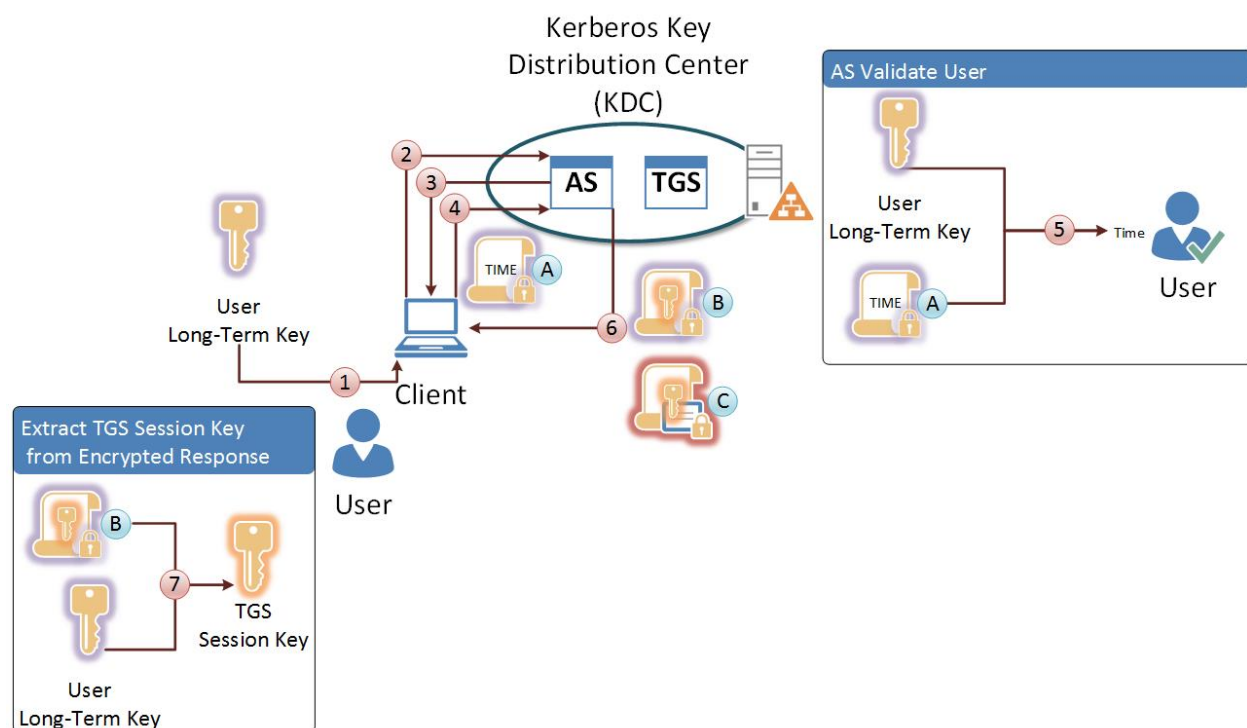 Kerberos Key
Distribution Center
(KDC)
2
3
4
AS
TGS
TIME
A
B
6
C
User
Long-Term Key
1
Client
User
AS Validate User
User
Long-Term Key
5
Time
TIME
A
User
Extract TGS Session Key
from Encrypted Response
B
7
TGS
Session Key
User
Long-Term Key